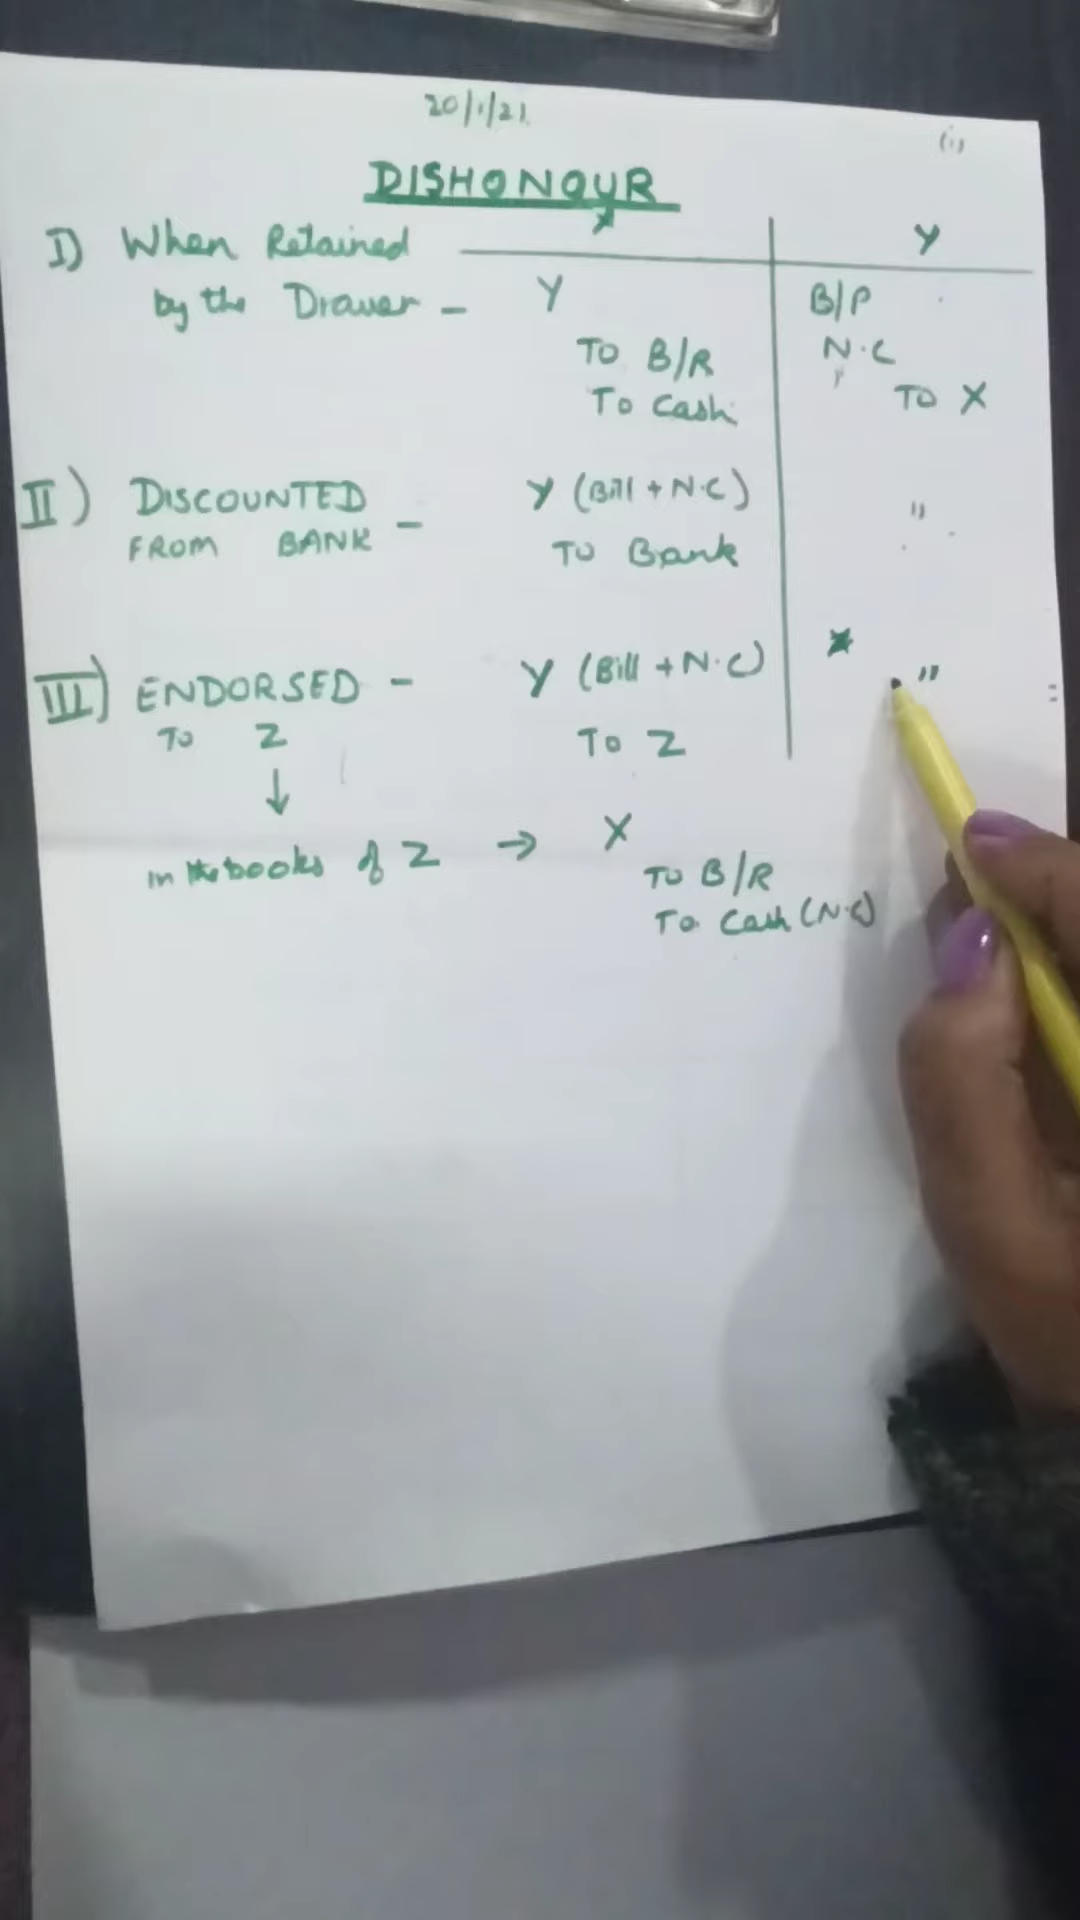 20/1/21
(1)
DISHONOUR
X
Y
I) When Retained
by the Drawer -
Y
To B/R
To Cash
B/P
N.C
To X
II) DISCOUNTED
FROM BANK -
Y (Bill + N.C)
To Bank
"
III) ENDORSED -
To Z
Y (Bill + N.C)
To Z
"
↓
in the books of Z → X
To B/R
To Cash (N.C)